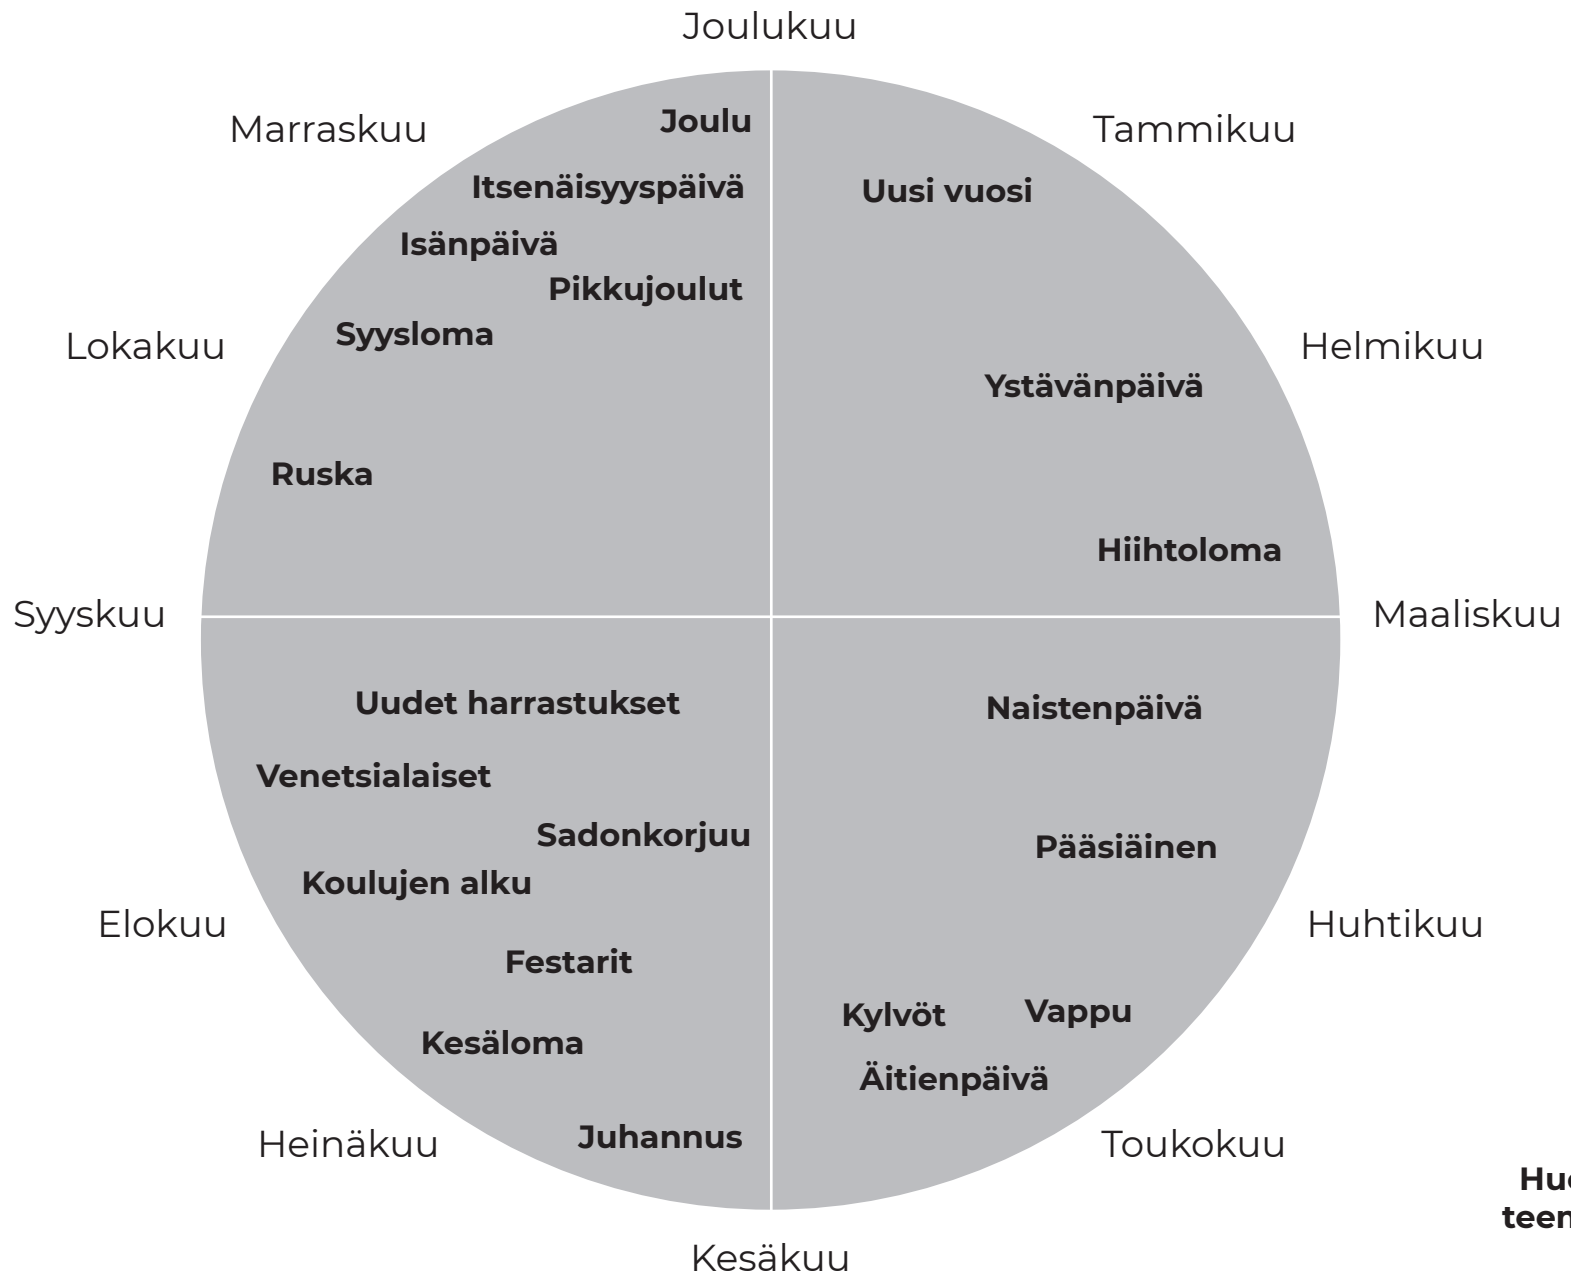 Joulukuu
Marraskuu
Tammikuu
Joulu
Itsenäisyyspäivä
Uusi vuosi
Isänpäivä
Pikkujoulut
Syysloma
Lokakuu
Helmikuu
Ystävänpäivä
Ruska
Hiihtoloma
Syyskuu
Maaliskuu
Uudet harrastukset
Naistenpäivä
Venetsialaiset
Sadonkorjuu
Pääsiäinen
Koulujen alku
Elokuu
Huhtikuu
Festarit
Kylvöt
Vappu
Kesäloma
Äitienpäivä
Juhannus
Heinäkuu
Toukokuu
Kesäkuu